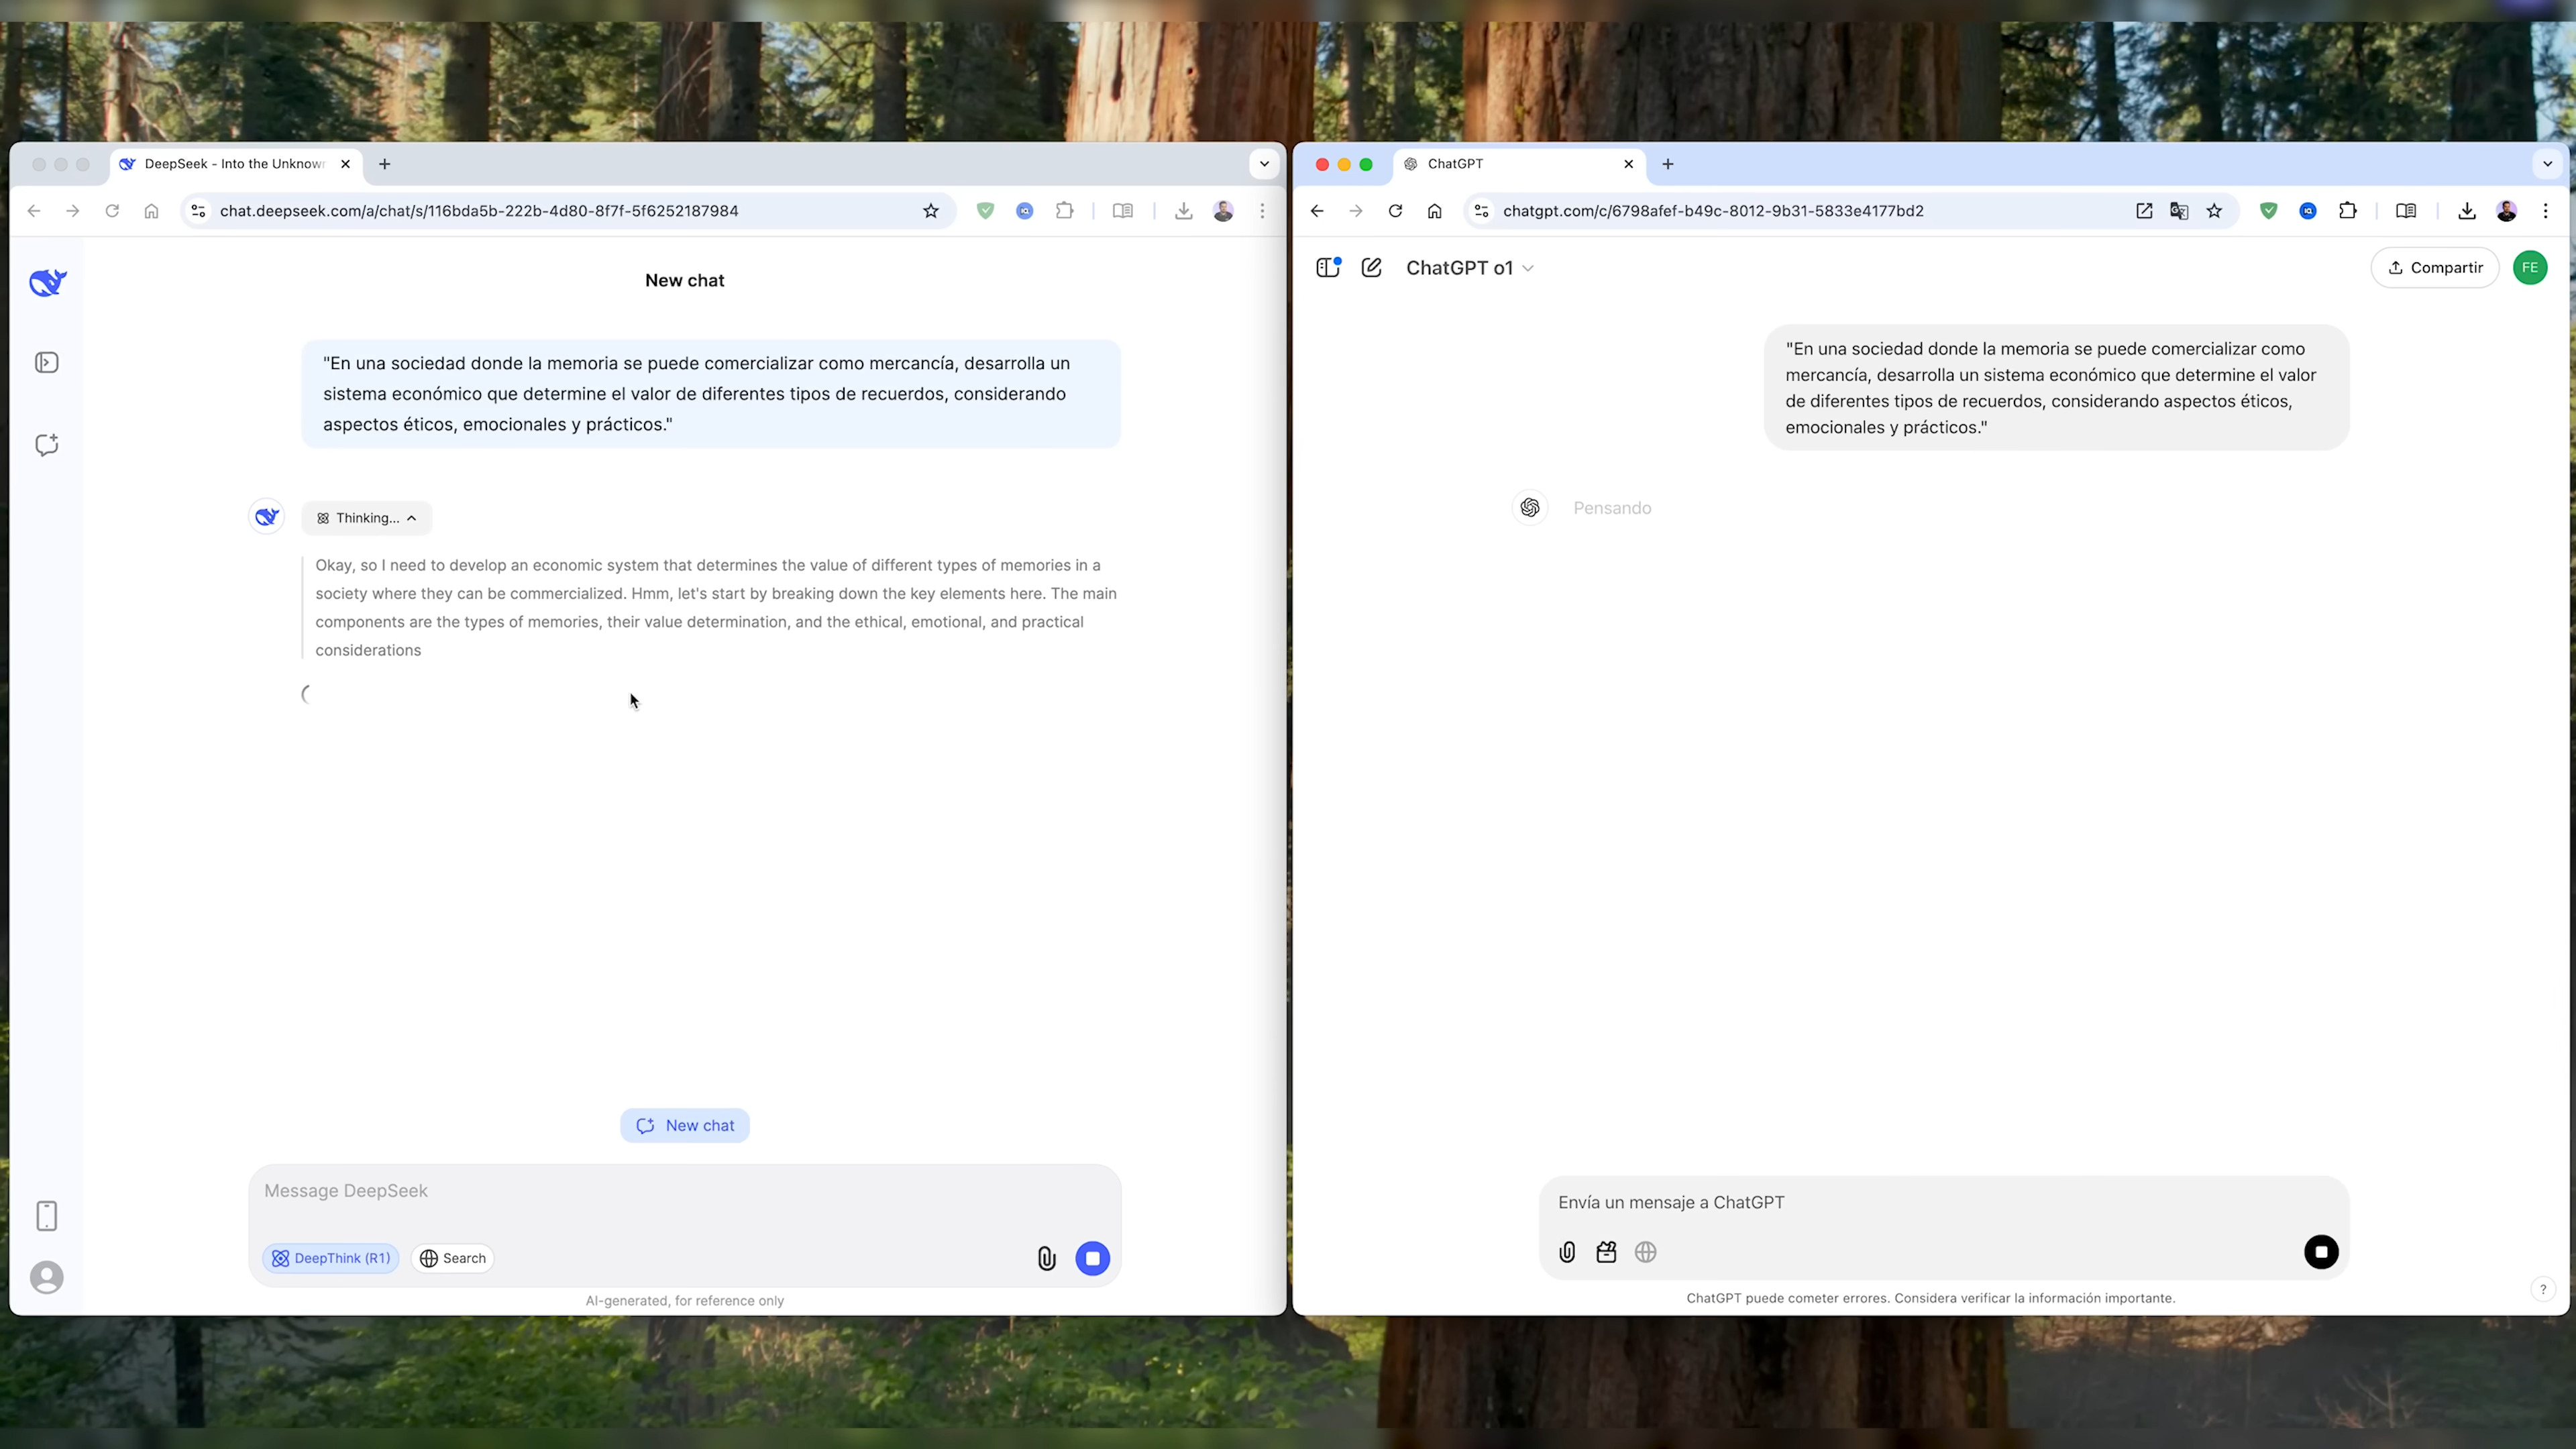 DeepSeek - Into the Unknown
chat.deepseek.com/a/chat/s/116bda5b-222b-4d80-8f7f-5f6252187984
New chat
"En una sociedad donde la memoria se puede comercializar como mercancía, desarrolla un
sistema económico que determine el valor de diferentes tipos de recuerdos, considerando
aspectos éticos, emocionales y prácticos."
Thinking...
Okay, so I need to develop an economic system that determines the value of different types of memories in a
society where they can be commercialized. Hmm, let's start by breaking down the key elements here. The main
components are the types of memories, their value determination, and the ethical, emotional, and practical
considerations
New chat
Message DeepSeek
DeepThink (R1)
Search
AI-generated, for reference only
ChatGPT
chatgpt.com/c/6798afef-b49c-8012-9b31-5833e4177bd2
ChatGPT o1
Compartir
FE
"En una sociedad donde la memoria se puede comercializar como
mercancía, desarrolla un sistema económico que determine el valor
de diferentes tipos de recuerdos, considerando aspectos éticos,
emocionales y prácticos."
Pensando
Envía un mensaje a ChatGPT
ChatGPT puede cometer errores. Considera verificar la información importante.
?